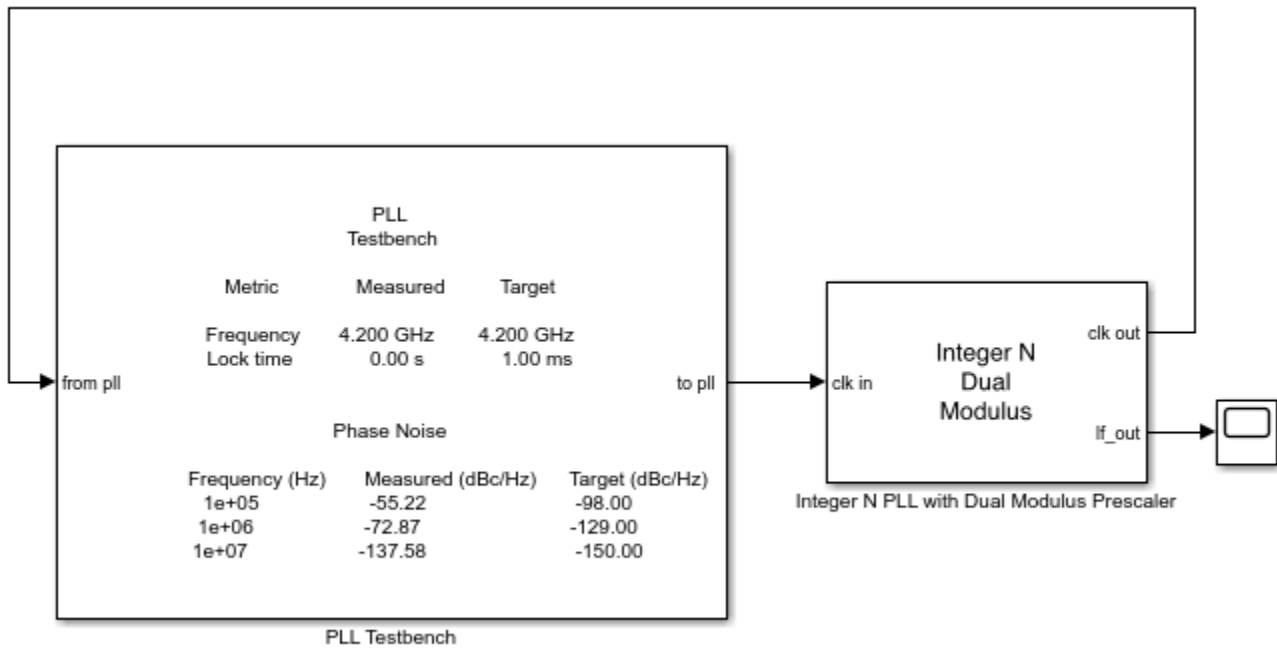 PLL
Testbench
Metric Measured Target
Frequency 4.200 GHz 4.200 GHz
Lock time 0.00 s 1.00 ms
from pll
to pll
Phase Noise
Frequency (Hz) Measured (dBc/Hz) Target (dBc/Hz)
1e+05 -55.22 -98.00
1e+06 -72.87 -129.00
1e+07 -137.58 -150.00
PLL Testbench
clk in
Integer N
Dual
Modulus
clk out
lf_out
Integer N PLL with Dual Modulus Prescaler